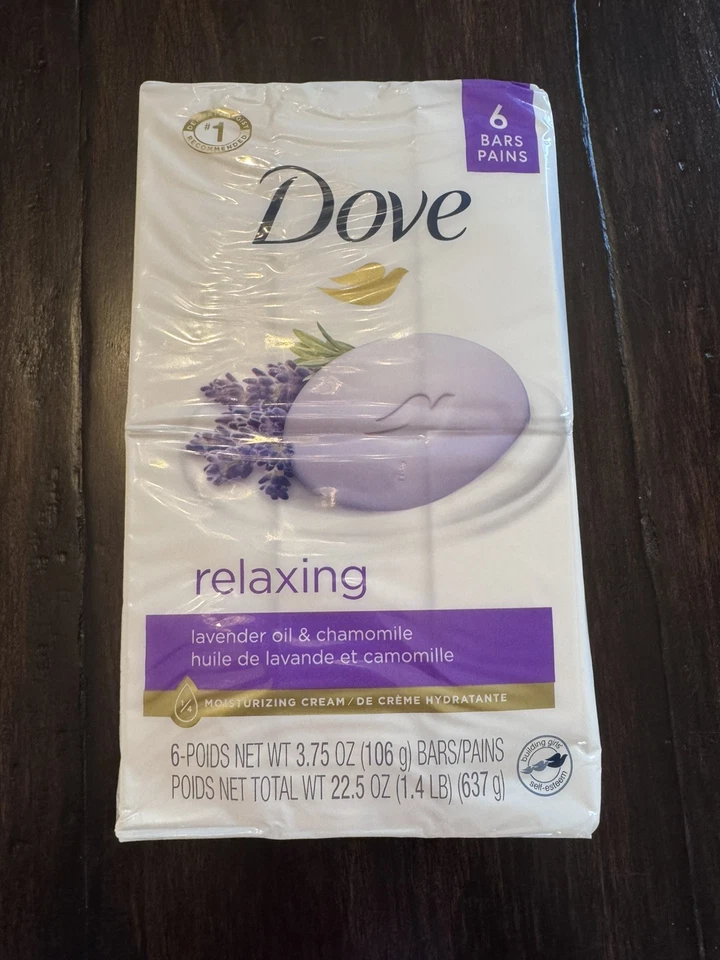 #1
RECOMMENDED
6
BARS
PAINS
Dove
relaxing
lavender oil & chamomile
huile de lavande et camomille
1/4 MOISTURIZING CREAM/DE CRÈME HYDRATANTE
6-POIDS NET WT 3.75 OZ (106 g) BARS/PAINS
POIDS NET TOTAL WT 22.5 OZ (1.4 LB) (637 g)
building girls'
self-esteem